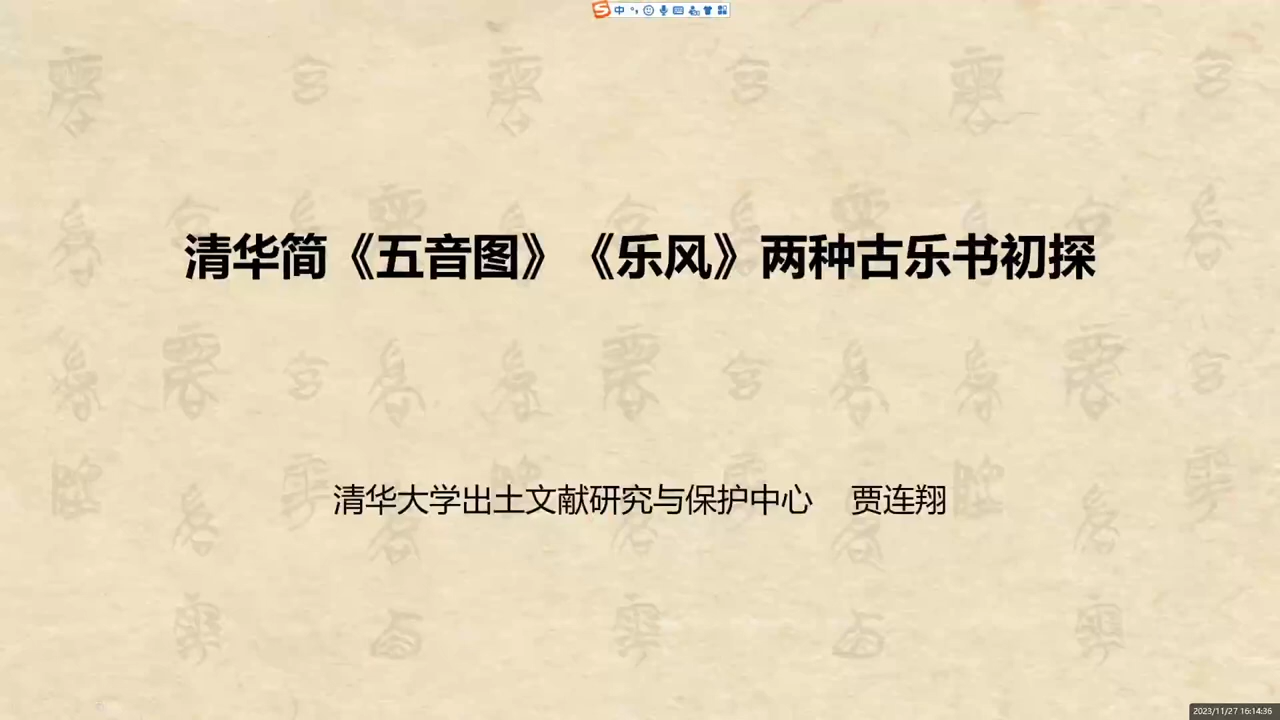 中
清华简《五音图》《乐风》两种古乐书初探
清华大学出土文献研究与保护中心 贾连翔
2023/11/27 16:14:36